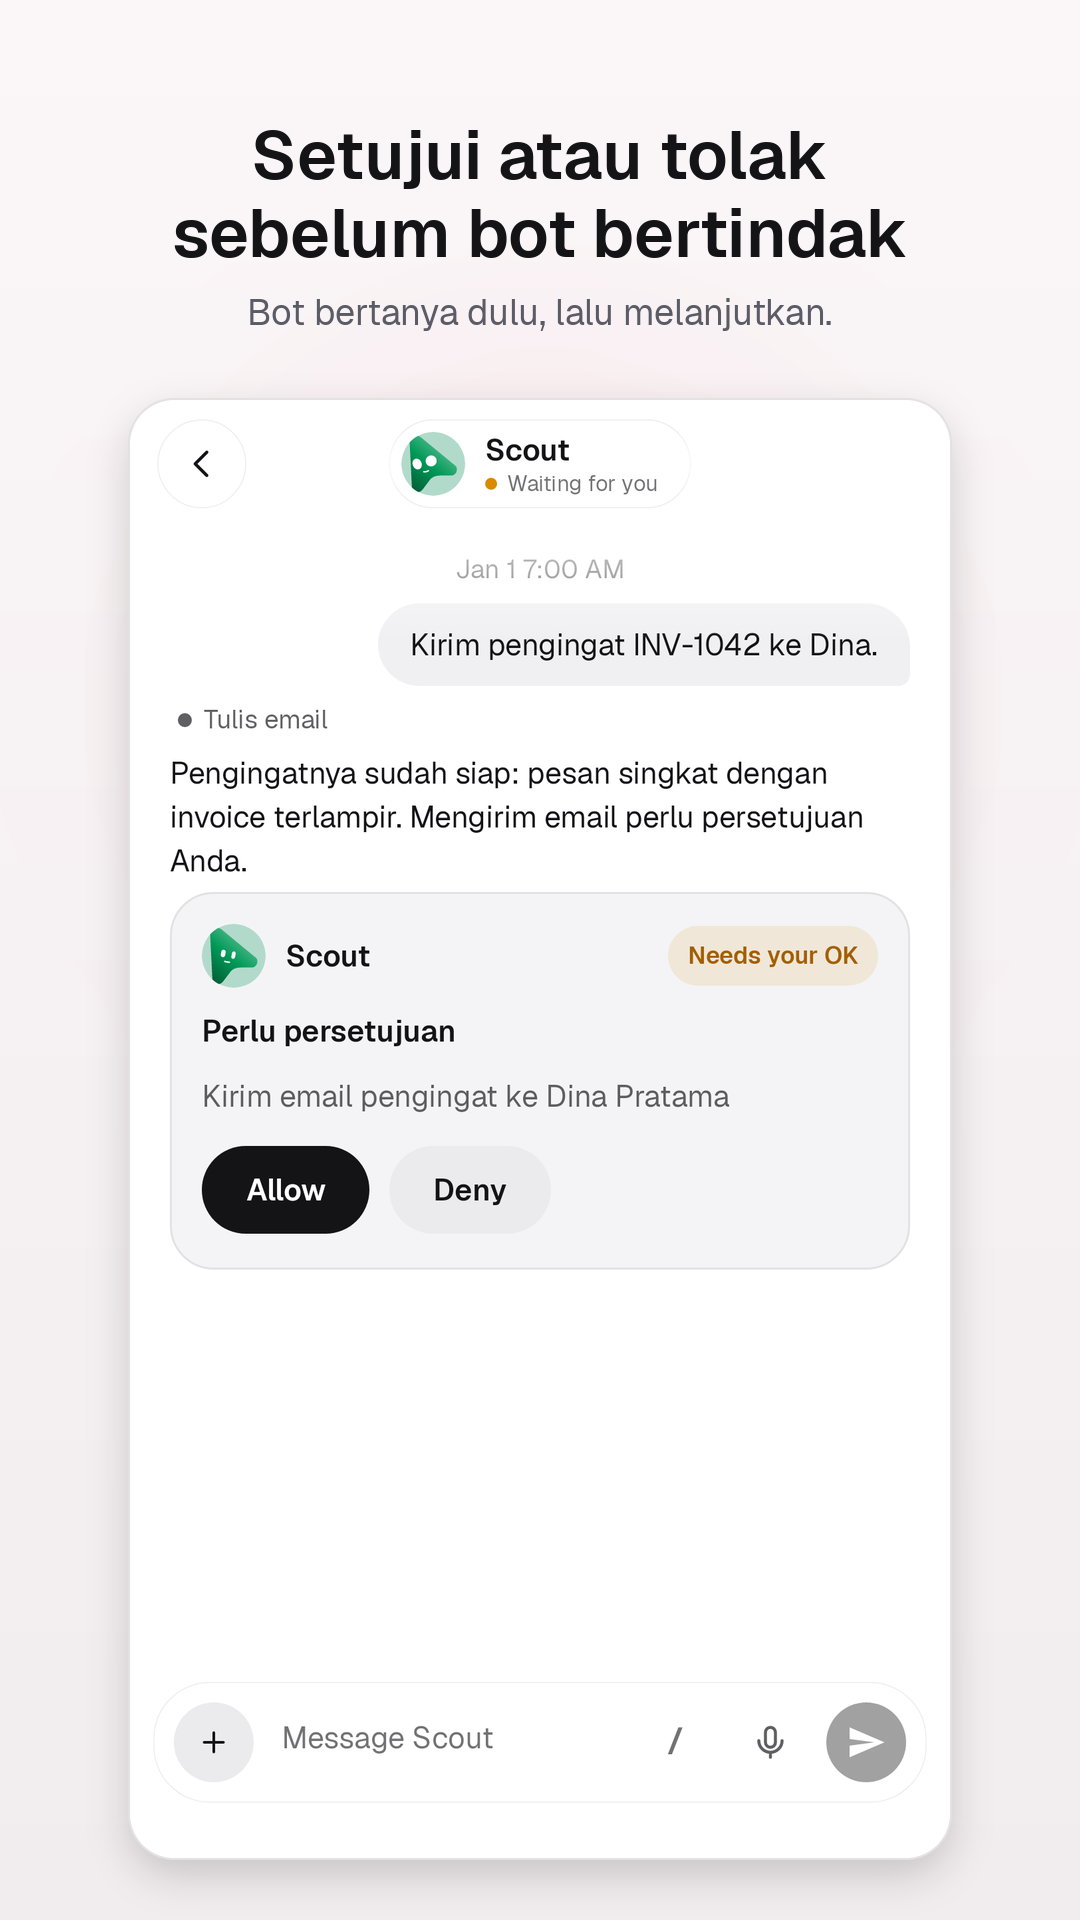 Setujui atau tolak
sebelum bot bertindak
Bot bertanya dulu, lalu melanjutkan.
Scout
Waiting for you
Jan 1 7:00 AM
Kirim pengingat INV-1042 ke Dina.
Tulis email
Pengingatnya sudah siap: pesan singkat dengan
invoice terlampir. Mengirim email perlu persetujuan
Anda.
Scout
Needs your OK
Perlu persetujuan
Kirim email pengingat ke Dina Pratama
Allow
Deny
Message Scout
/